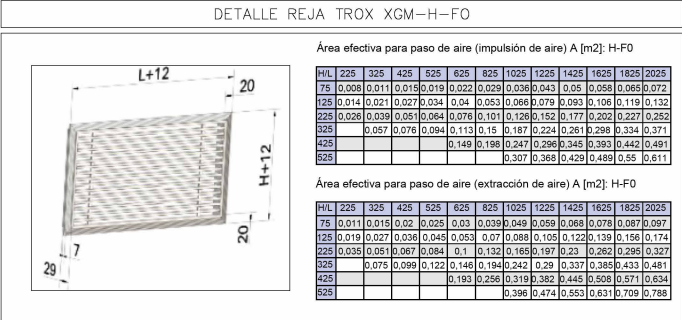 DETALLE REJA TROX XGM-H-FO
L+12
20
H+12
20
7
29
Área efectiva para paso de aire (impulsión de aire) A [m2]: H-F0
H/L 225 325 425 525 625 825 1025 1225 1425 1625 1825 2025
75 0,008 0,011 0,015 0,019 0,022 0,029 0,036 0,043 0,05 0,058 0,065 0,072
125 0,014 0,021 0,027 0,034 0,04 0,053 0,066 0,079 0,093 0,106 0,119 0,132
225 0,026 0,039 0,051 0,064 0,076 0,101 0,126 0,152 0,177 0,202 0,227 0,252
325 0,057 0,076 0,094 0,113 0,15 0,187 0,224 0,261 0,298 0,334 0,371
425 0,149 0,198 0,247 0,296 0,345 0,393 0,442 0,491
525 0,307 0,368 0,429 0,489 0,55 0,611
Área efectiva para paso de aire (extracción de aire) A [m2]: H-F0
H/L 225 325 425 525 625 825 1025 1225 1425 1625 1825 2025
75 0,011 0,015 0,02 0,025 0,03 0,039 0,049 0,059 0,068 0,078 0,087 0,097
125 0,019 0,027 0,036 0,045 0,053 0,07 0,088 0,105 0,122 0,139 0,156 0,174
225 0,035 0,051 0,067 0,084 0,1 0,132 0,165 0,197 0,23 0,262 0,295 0,327
325 0,075 0,099 0,122 0,146 0,194 0,242 0,29 0,337 0,385 0,433 0,481
425 0,193 0,256 0,319 0,382 0,445 0,508 0,571 0,634
525 0,396 0,474 0,553 0,631 0,709 0,788